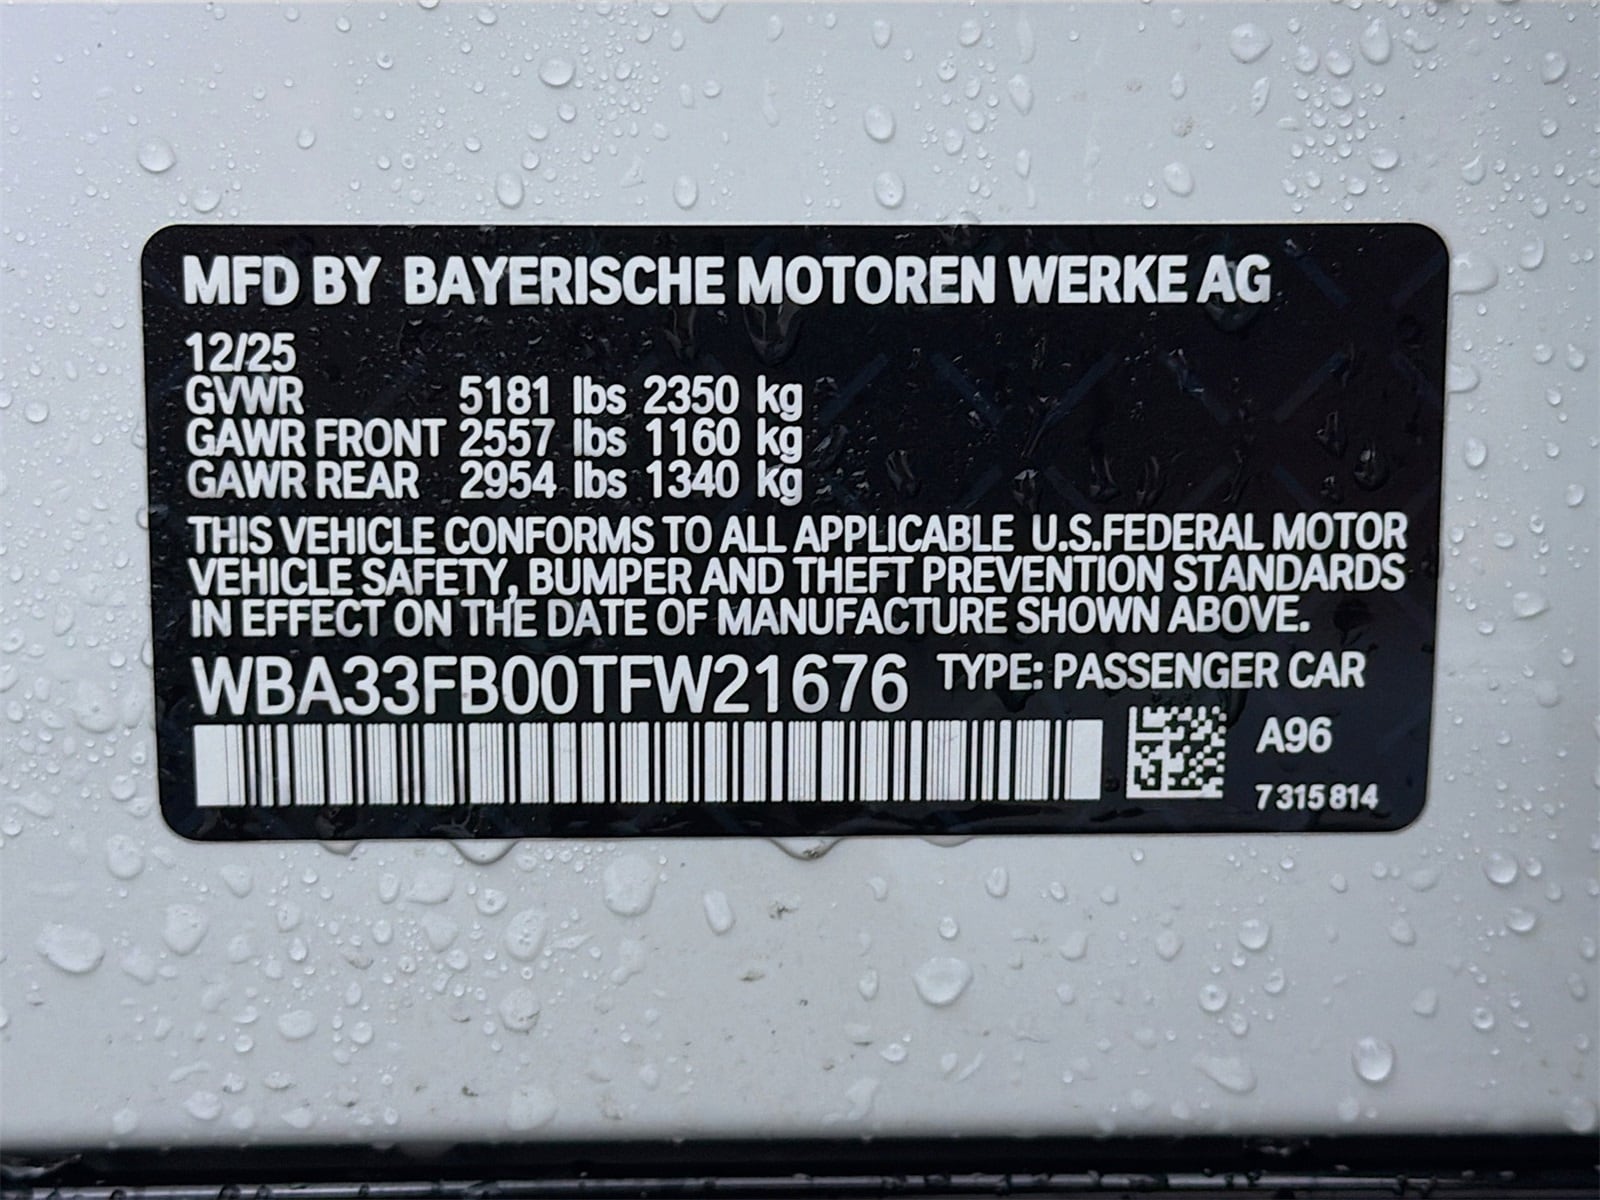 MFD BY BAYERISCHE MOTOREN WERKE AG
12/25
GVWR 5181 lbs 2350 kg
GAWR FRONT 2557 lbs 1160 kg
GAWR REAR 2954 lbs 1340 kg
THIS VEHICLE CONFORMS TO ALL APPLICABLE U.S.FEDERAL MOTOR
VEHICLE SAFETY, BUMPER AND THEFT PREVENTION STANDARDS
IN EFFECT ON THE DATE OF MANUFACTURE SHOWN ABOVE.
WBA33FB00TFW21676 TYPE: PASSENGER CAR
A96
7 315 814